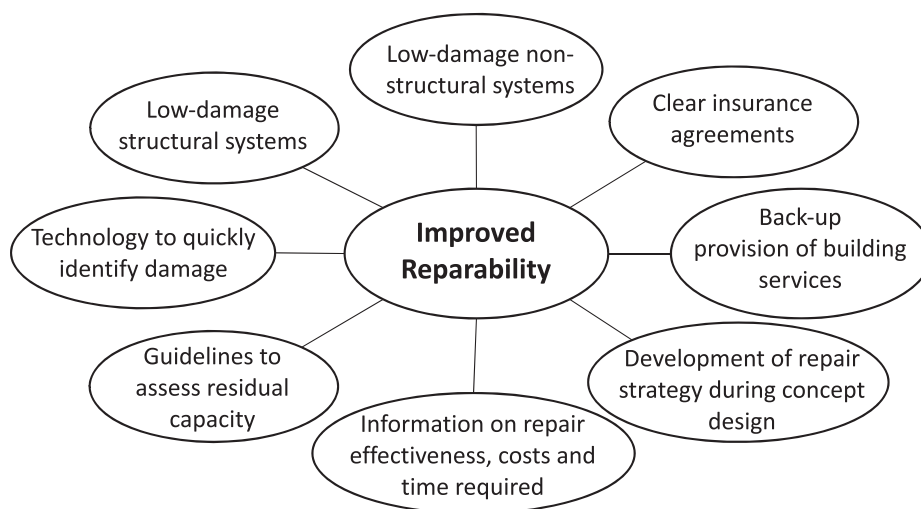 Low-damage non-
structural systems
Low-damage
structural systems
Clear insurance
agreements
Technology to quickly
identify damage
Improved
Reparability
Back-up
provision of building
services
Guidelines to
assess residual
capacity
Information on repair
effectiveness, costs and
time required
Development of repair
strategy during concept
design